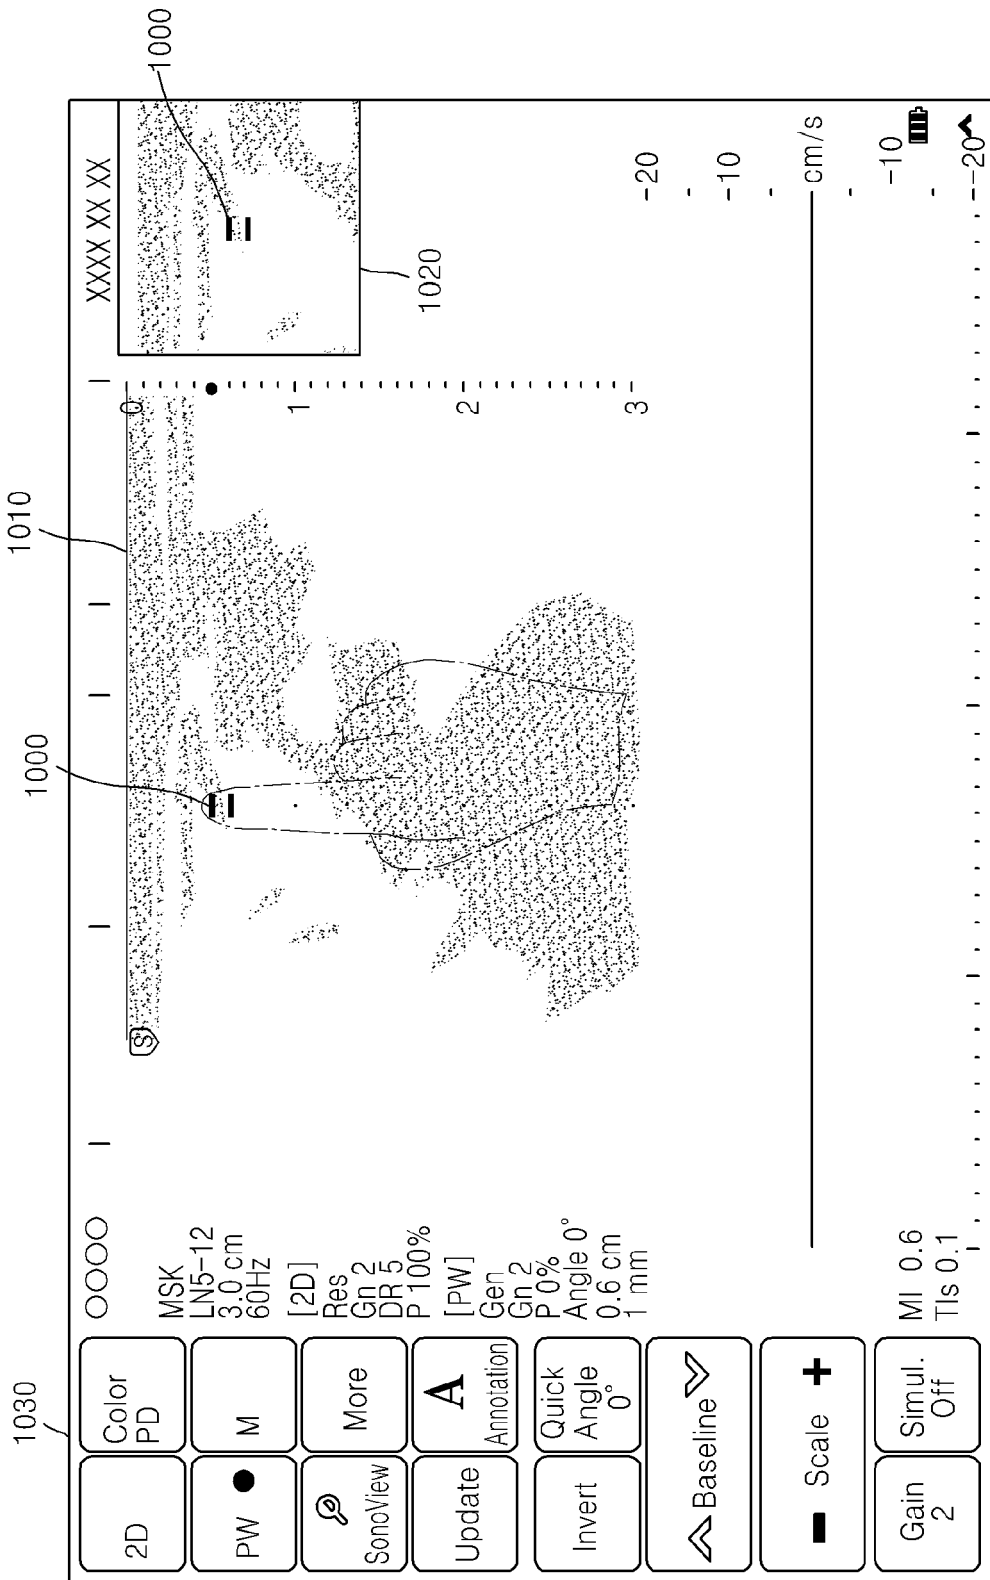 1030
1010
1000
1000
1020
2D
Color
PD
PW
M
SonoView
More
Update
A
Annotation
Invert
Quick
Angle
0°
Baseline
Scale
Gain
2
Simul.
Off
OOOO
MSK
LN5-12
3.0 cm
60Hz
[2D]
Res
Gn 2
DR 5
P 100%
[PW]
Gen
Gn 2
P 0%
Angle 0°
0.6 cm
1 mm
MI 0.6
TIs 0.1
S
0
1
2
3
XXXX XX XX
-20
-10
cm/s
-10
-20